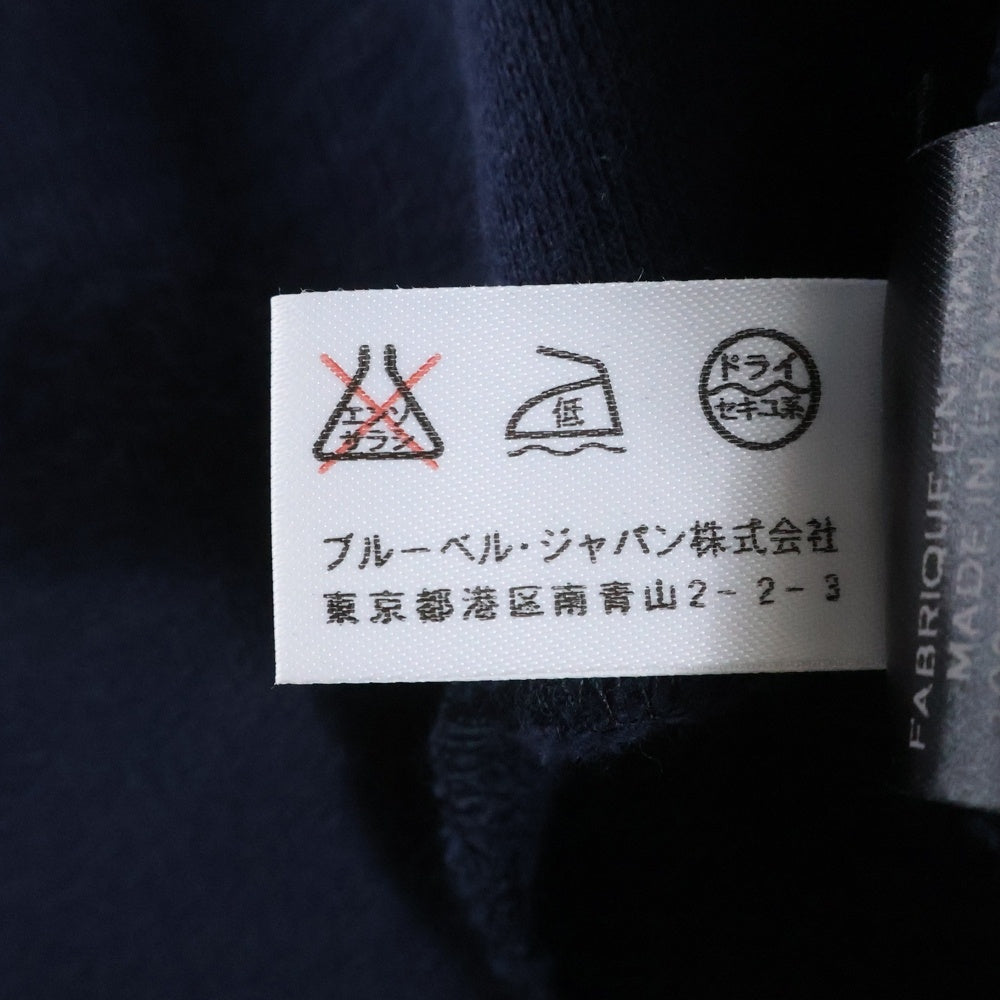 エンソ
サラシ
低
ドライ
セキユ系
ブルーベル・ジャパン株式会社
東京都港区南青山2-2-3
FABRIQUE EN
MADE IN